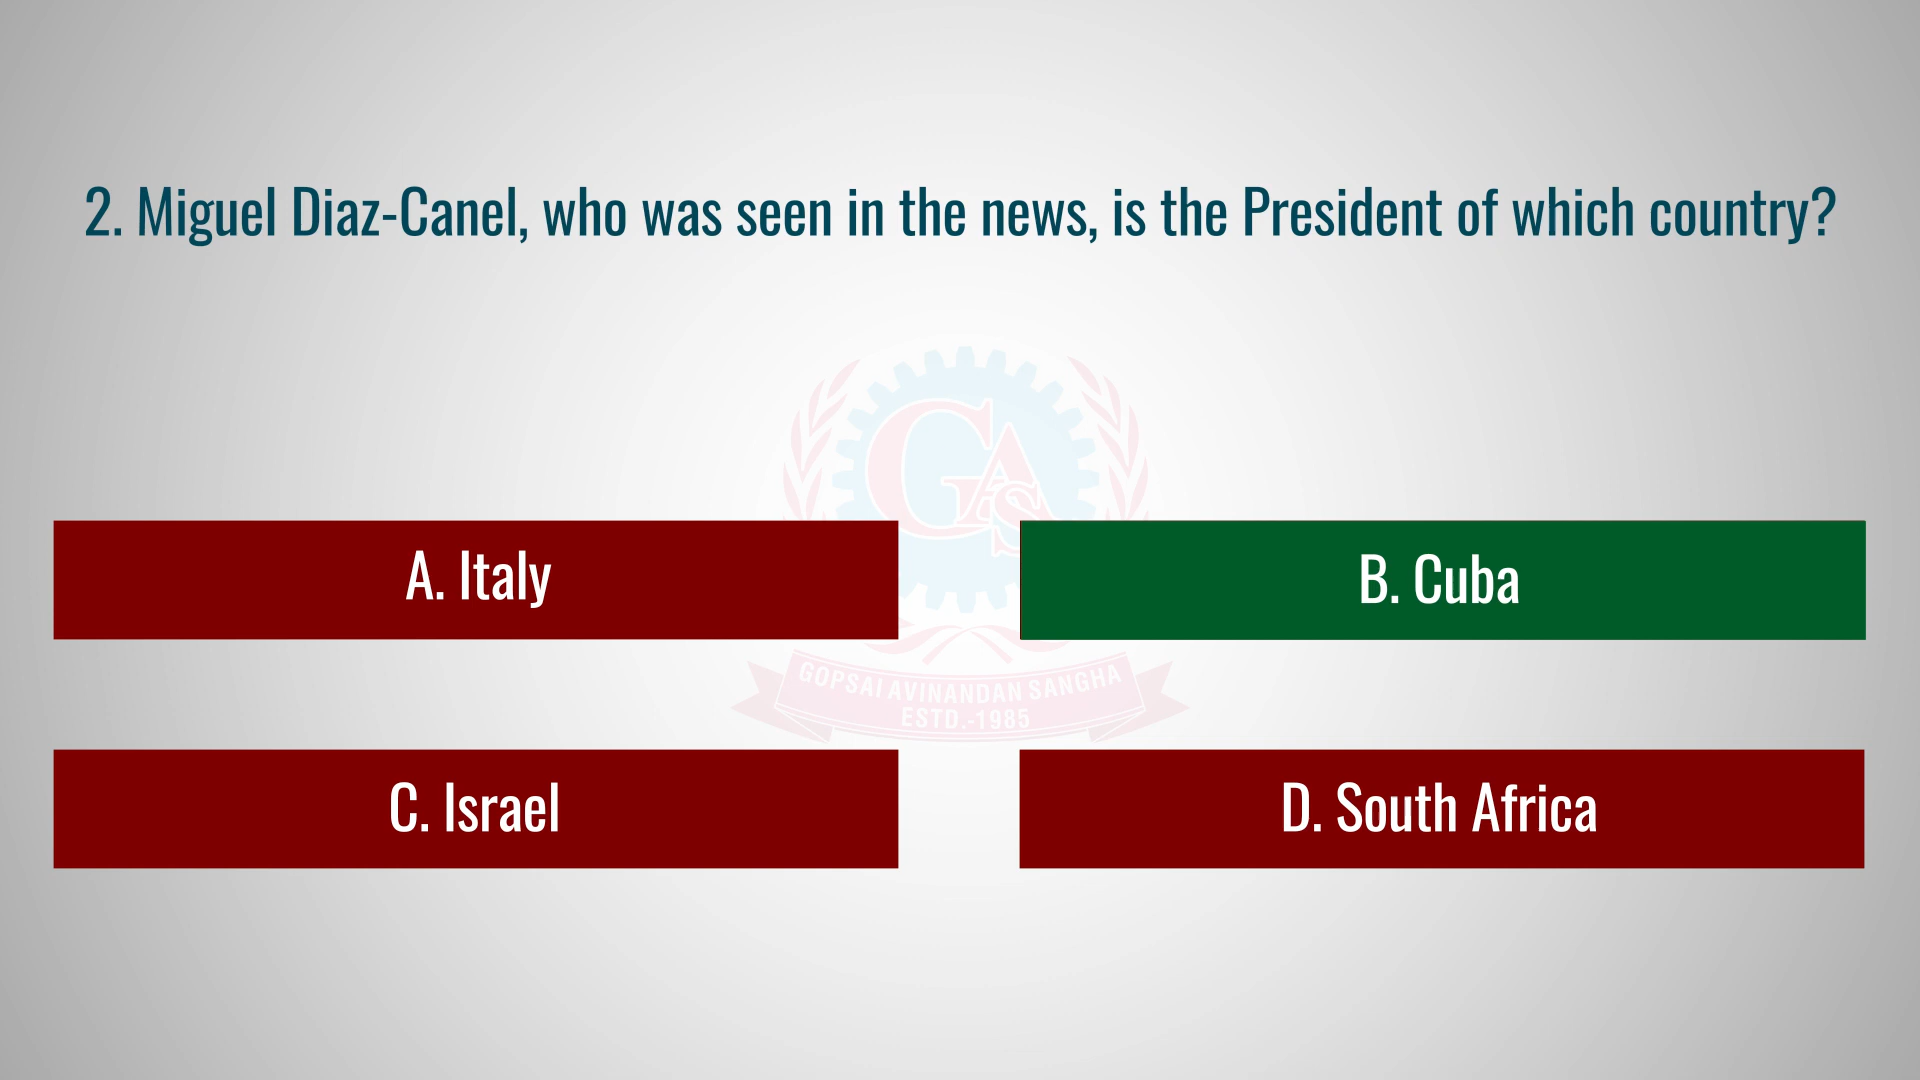 2. Miguel Diaz-Canel, who was seen in the news, is the President of which country?
GAS
A. Italy
B. Cuba
GOPSAI AVINANDAN SANGHA
ESTD.-1985
C. Israel
D. South Africa